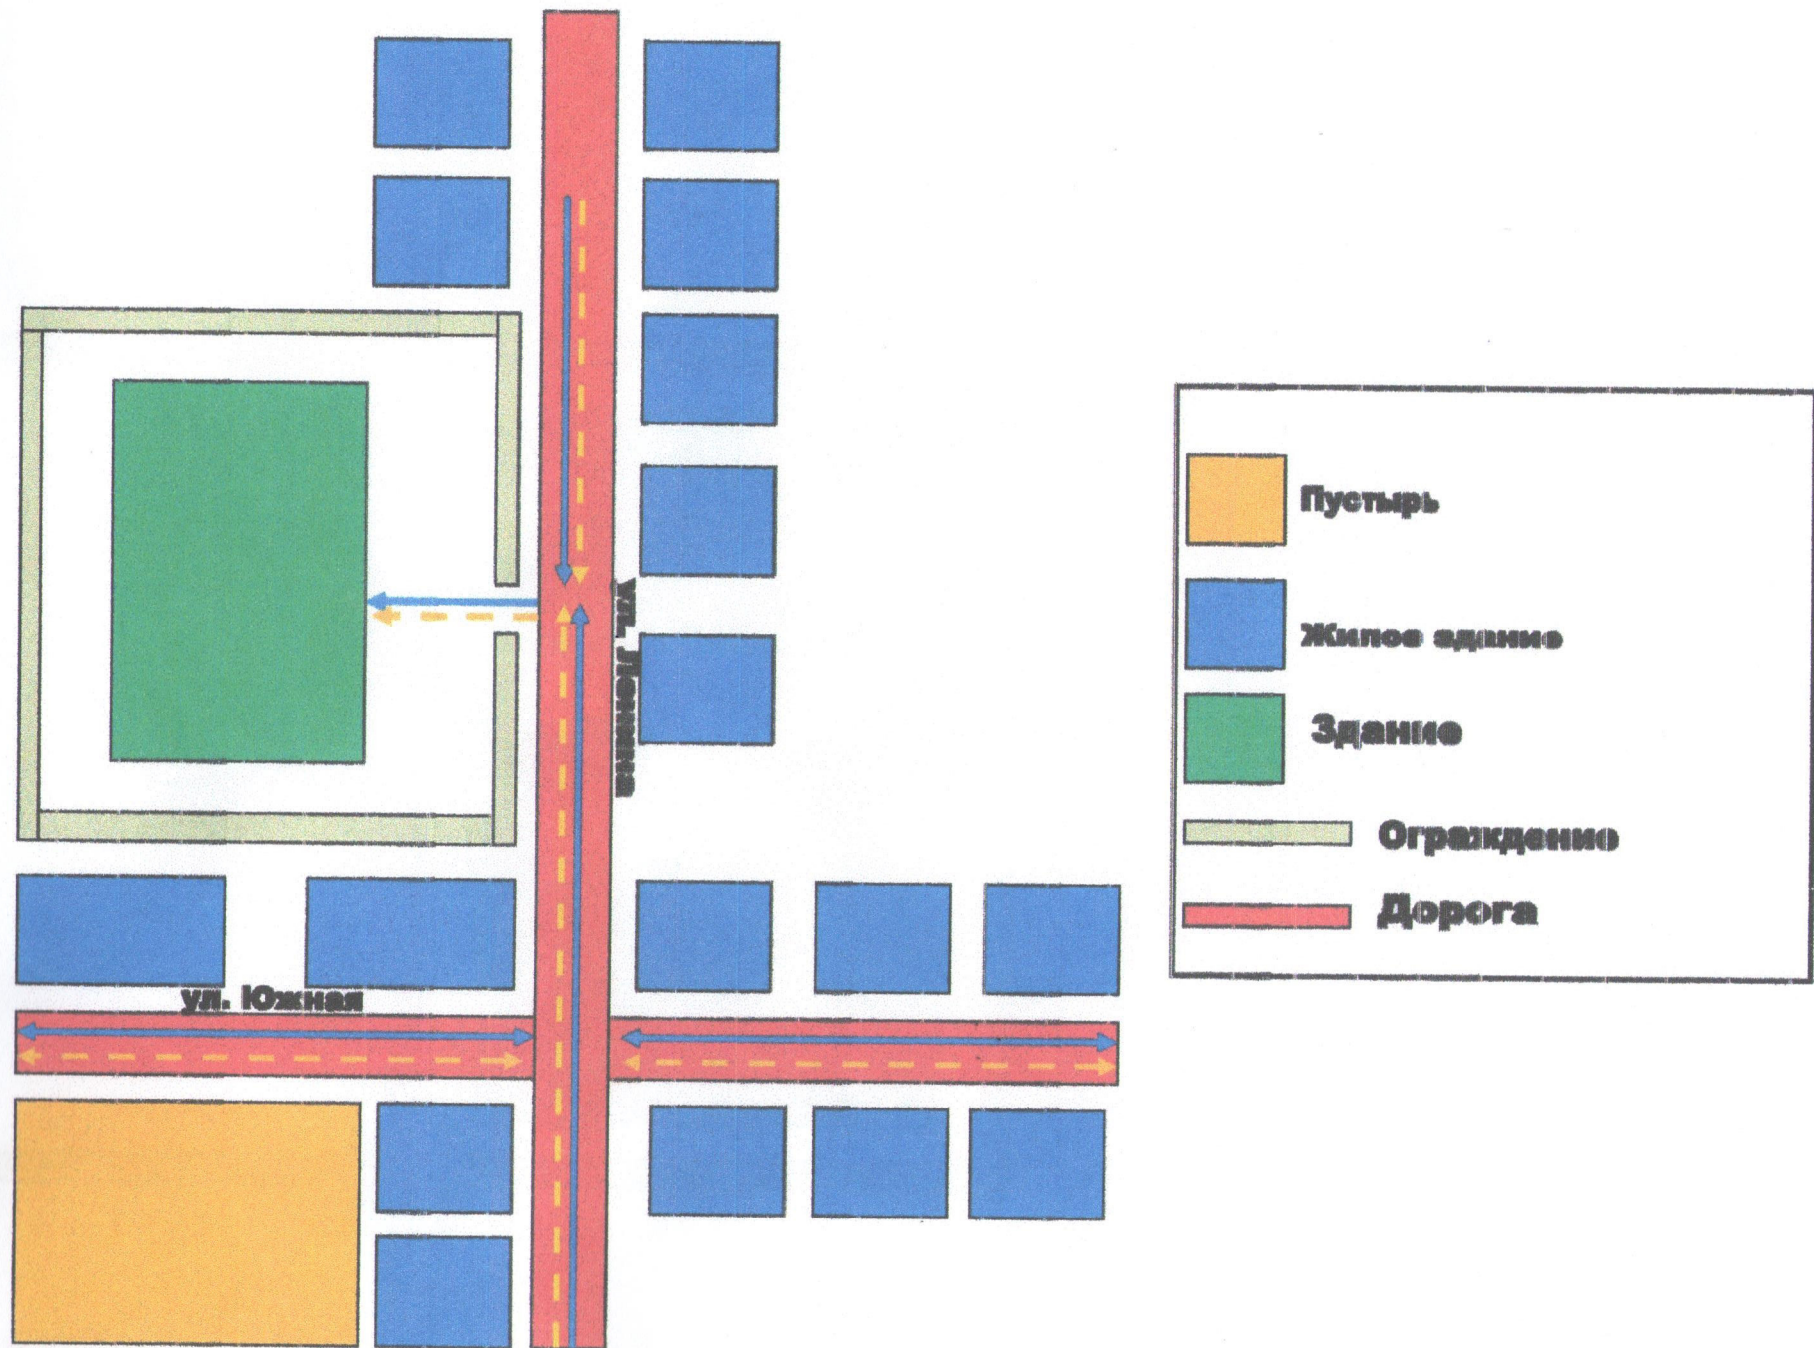 ул. Ленина
Пустырь
Жилое здание
Здание
Ограждение
Дорога
ул. Южная